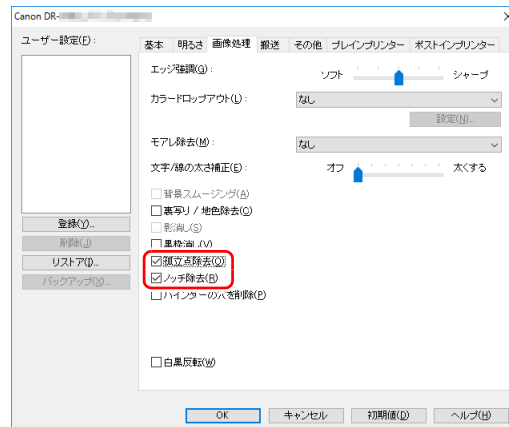 Canon DR-
ユーザー設定(F) :
基本 明るさ 画像処理 搬送 その他 プレインプリンター ポストインプリンター
エッジ強調(G) :
ソフト シャープ
カラードロップアウト(L) :
なし
設定(N)...
モアレ除去(M) :
なし
文字/線の太さ補正(E) :
オフ 太くする
背景スムージング(A)
裏写り / 地色除去(C)
影消し(S)
黒枠消し(V)
孤立点除去(O)
ノッチ除去(R)
バインダーの穴を削除(P)
白黒反転(W)
登録(Y)...
削除(J)
リストア(I)...
バックアップ(X)...
OK キャンセル 初期値(D) ヘルプ(H)